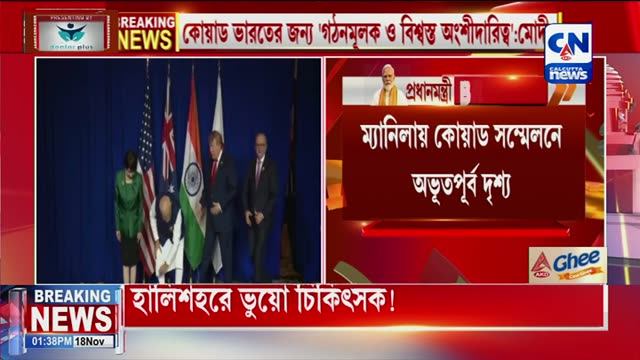 PRESENTING BY
doctor plus
BREAKING
NEWS
কোয়াড ভারতের জন্য 'গঠনমূলক ও বিশ্বস্ত অংশীদারিত্ব':মোদী
CN
CALCUTTA
NEWS
প্রধানমন্ত্রী B
ম্যানিলায় কোয়াড সম্মেলনে
অভূতপূর্ব দৃশ্য
AKG
Ghee
BREAKING
NEWS
01:38PM 18Nov
হালিশহরে ভুয়ো চিকিৎসক!